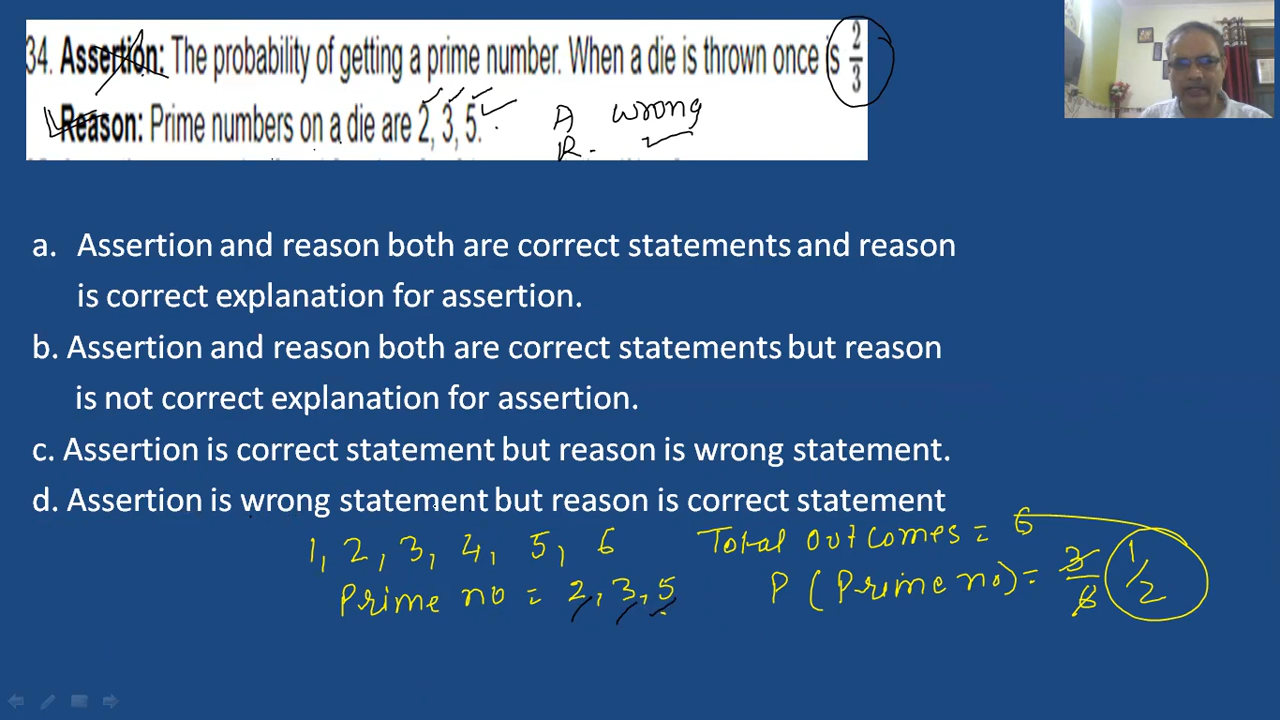 34. Assertion: The probability of getting a prime number. When a die is thrown once is 2/3
Reason: Prime numbers on a die are 2, 3, 5.
A wrong
R.
a. Assertion and reason both are correct statements and reason
is correct explanation for assertion.
b. Assertion and reason both are correct statements but reason
is not correct explanation for assertion.
c. Assertion is correct statement but reason is wrong statement.
d. Assertion is wrong statement but reason is correct statement
1, 2, 3, 4, 5, 6
Total outcomes = 6
Prime no = 2, 3, 5
P (Prime no) = 3/6 1/2